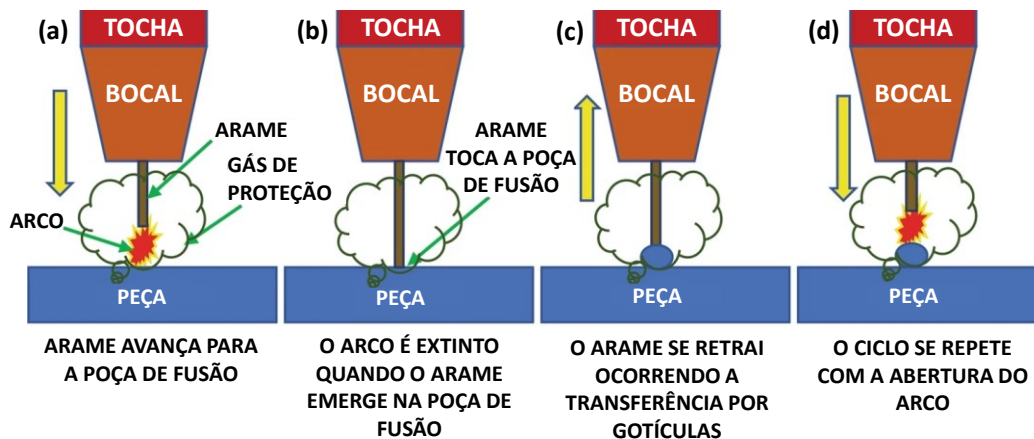 (a)
TOCHA
BOCAL
ARAME
GÁS DE
PROTEÇÃO
ARCO
PEÇA
ARAME AVANÇA PARA
A POÇA DE FUSÃO
(b)
TOCHA
BOCAL
ARAME
TOCA A POÇA
DE FUSÃO
PEÇA
O ARCO É EXTINTO
QUANDO O ARAME
EMERGE NA POÇA DE
FUSÃO
(c)
TOCHA
BOCAL
PEÇA
O ARAME SE RETRAI
OCORRENDO A
TRANSFERÊNCIA POR
GOTÍCULAS
(d)
TOCHA
BOCAL
PEÇA
O CICLO SE REPETE
COM A ABERTURA DO
ARCO